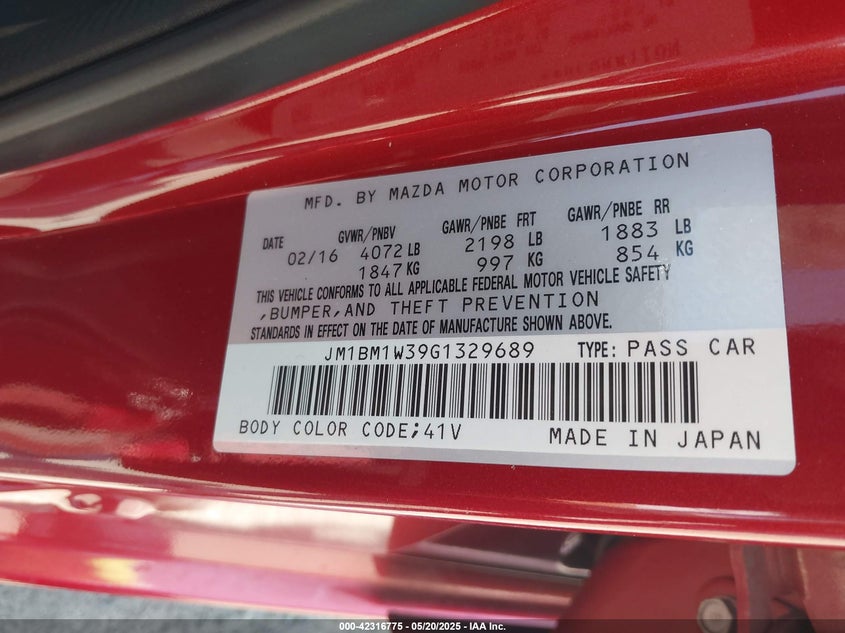 MFD. BY MAZDA MOTOR CORPORATION
DATE GVWR/PNBV GAWR/PNBE FRT GAWR/PNBE RR
02/16 4072 LB 2198 LB 1883 LB
1847 KG 997 KG 854 KG
THIS VEHICLE CONFORMS TO ALL APPLICABLE FEDERAL MOTOR VEHICLE SAFETY
,BUMPER,AND THEFT PREVENTION
STANDARDS IN EFFECT ON THE DATE OF MANUFACTURE SHOWN ABOVE.
JM1BM1W39G1329689 TYPE: PASS CAR
BODY COLOR CODE;41V MADE IN JAPAN
000-42316775 — 05/20/2025 — IAA Inc.